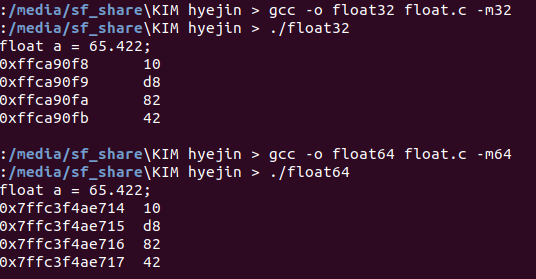 :/media/sf_share\KIM hyejin > gcc -o float32 float.c -m32
:/media/sf_share\KIM hyejin > ./float32
float a = 65.422;
0xffca90f8 10
0xffca90f9 d8
0xffca90fa 82
0xffca90fb 42
:/media/sf_share\KIM hyejin > gcc -o float64 float.c -m64
:/media/sf_share\KIM hyejin > ./float64
float a = 65.422;
0x7ffc3f4ae714 10
0x7ffc3f4ae715 d8
0x7ffc3f4ae716 82
0x7ffc3f4ae717 42